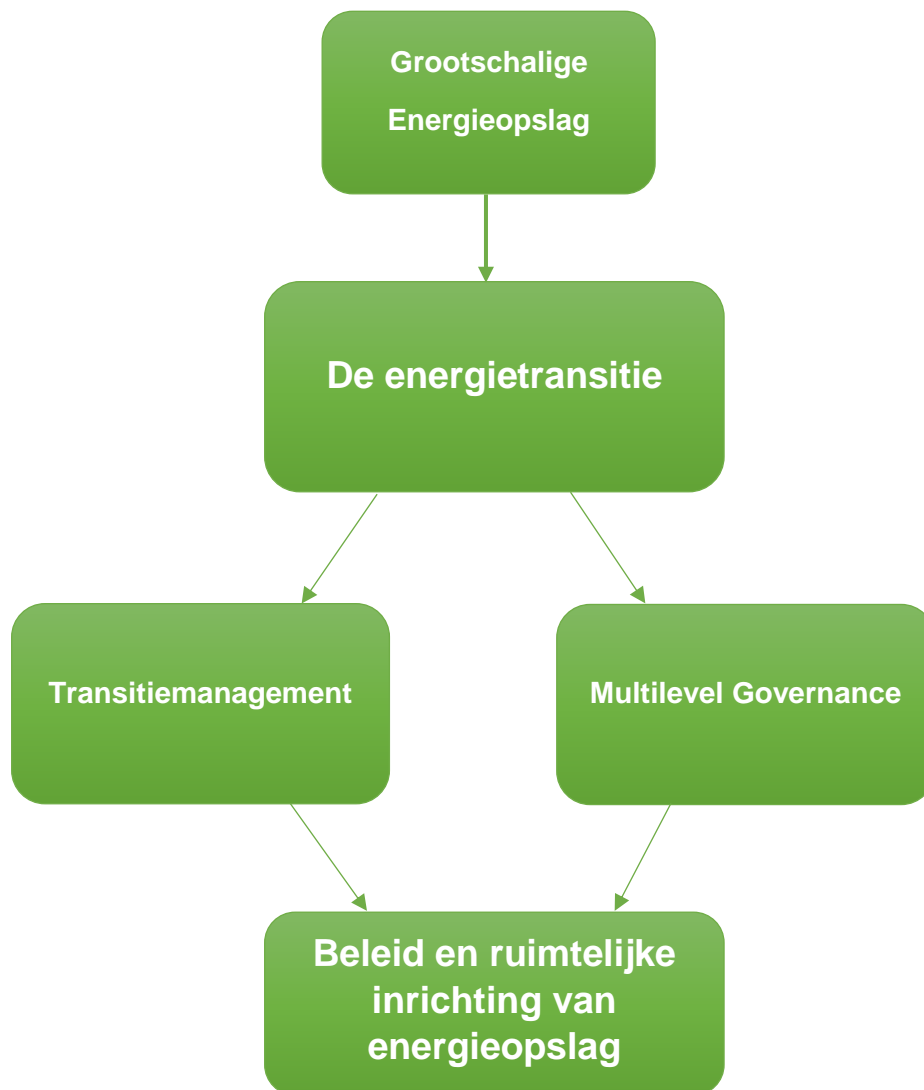 Grootschalige
Energieopslag
De energietransitie
Transitiemanagement
Multilevel Governance
Beleid en ruimtelijke
inrichting van
energieopslag